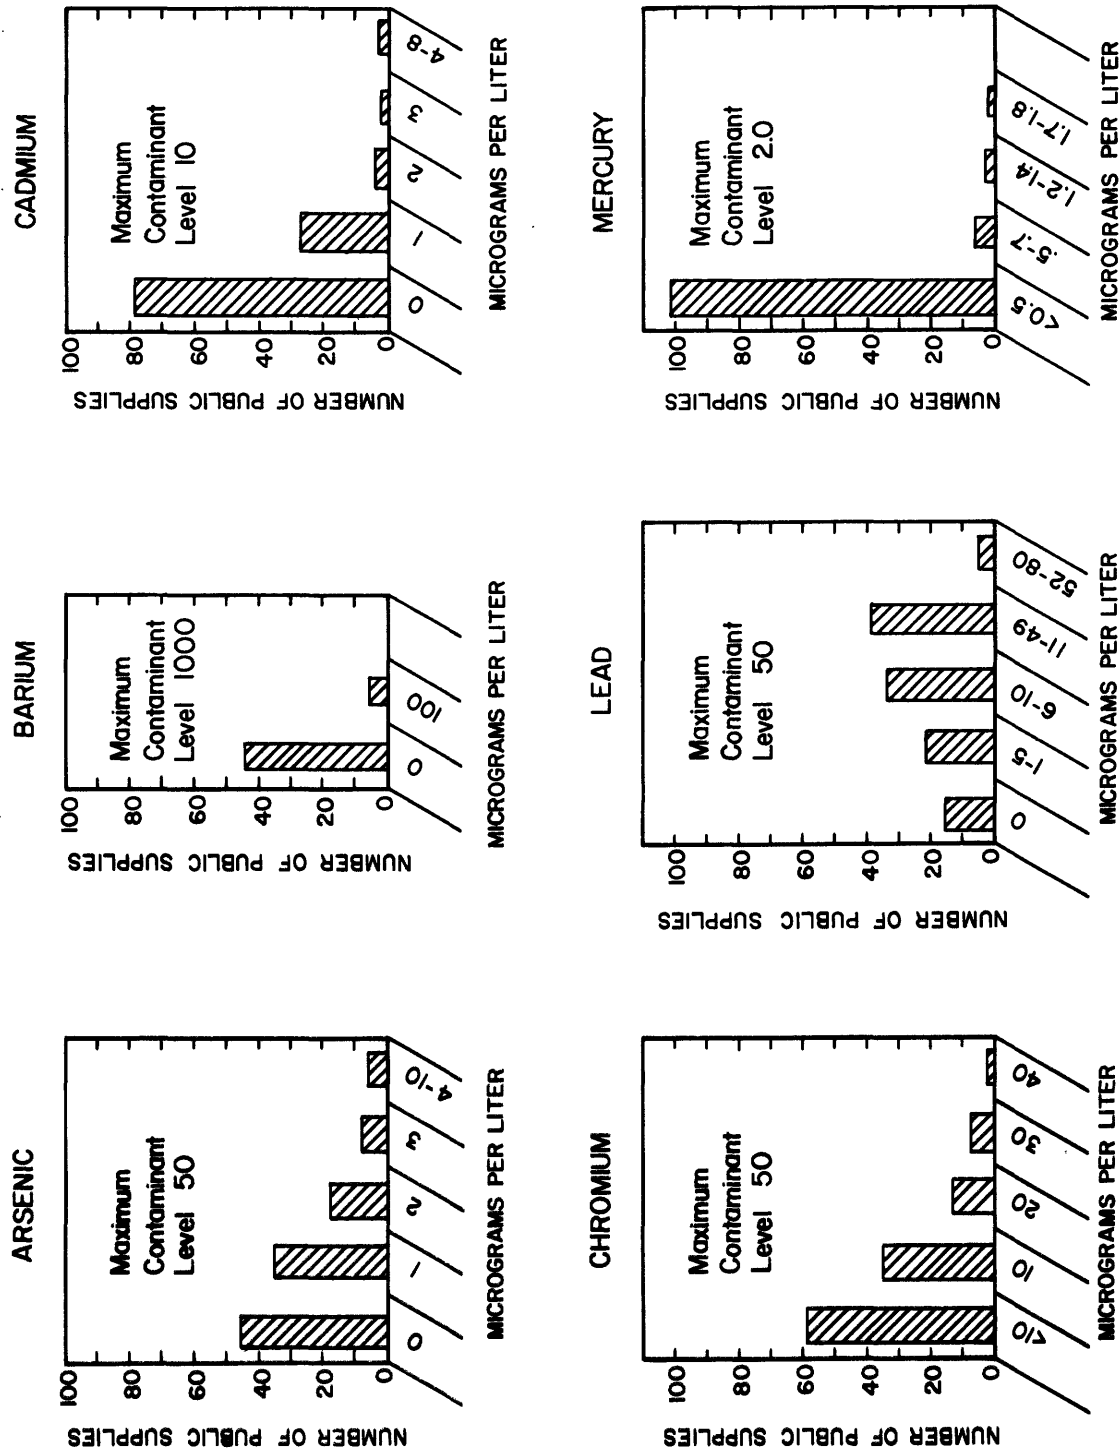 ARSENIC
NUMBER OF PUBLIC SUPPLIES
100
80
60
40
20
0
Maximum
Contaminant
Level 50
0
1
2
3
4-10
MICROGRAMS PER LITER
BARIUM
NUMBER OF PUBLIC SUPPLIES
100
80
60
40
20
0
Maximum
Contaminant
Level 1000
0
100
MICROGRAMS PER LITER
CADMIUM
NUMBER OF PUBLIC SUPPLIES
100
80
60
40
20
0
Maximum
Contaminant
Level 10
0
1
2
3
4-8
MICROGRAMS PER LITER
CHROMIUM
NUMBER OF PUBLIC SUPPLIES
100
80
60
40
20
0
Maximum
Contaminant
Level 50
<10
10
20
30
40
MICROGRAMS PER LITER
LEAD
NUMBER OF PUBLIC SUPPLIES
100
80
60
40
20
0
Maximum
Contaminant
Level 50
0
1-5
6-10
11-49
52-80
MICROGRAMS PER LITER
MERCURY
NUMBER OF PUBLIC SUPPLIES
100
80
60
40
20
0
Maximum
Contaminant
Level 2.0
<0.5
.5-.7
1.2-1.4
1.7-1.8
MICROGRAMS PER LITER